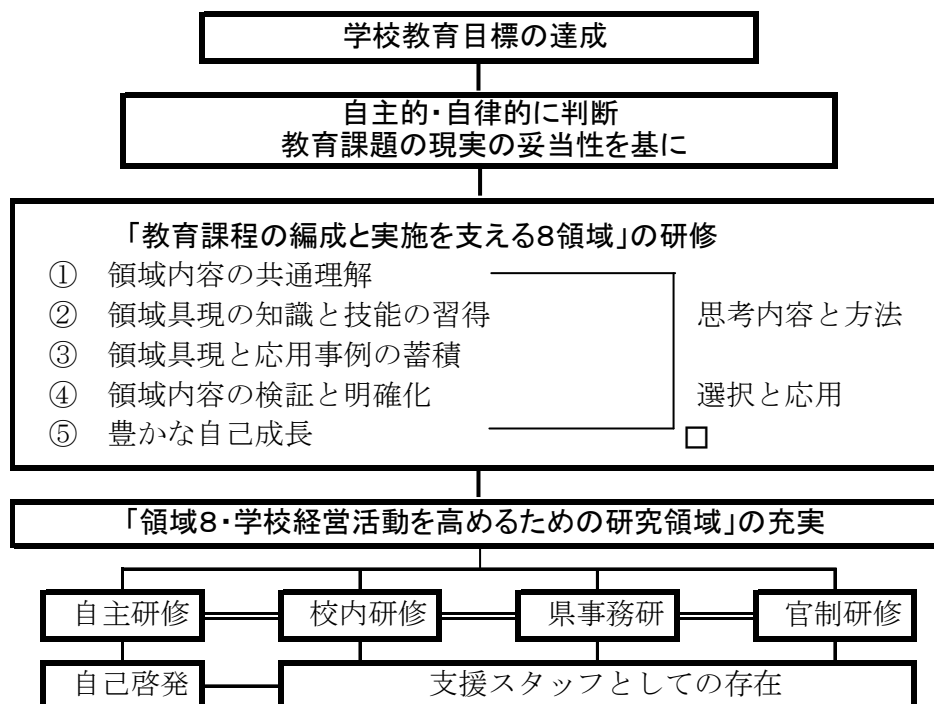 学校教育目標の達成
自主的・自律的に判断
教育課題の現実の妥当性を基に
「教育課程の編成と実施を支える8領域」の研修
① 領域内容の共通理解
② 領域具現の知識と技能の習得
思考内容と方法
③ 領域具現と応用事例の蓄積
④ 領域内容の検証と明確化
選択と応用
⑤ 豊かな自己成長
「領域8・学校経営活動を高めるための研究領域」の充実
自主研修 校内研修 県事務研 官制研修
自己啓発 支援スタッフとしての存在